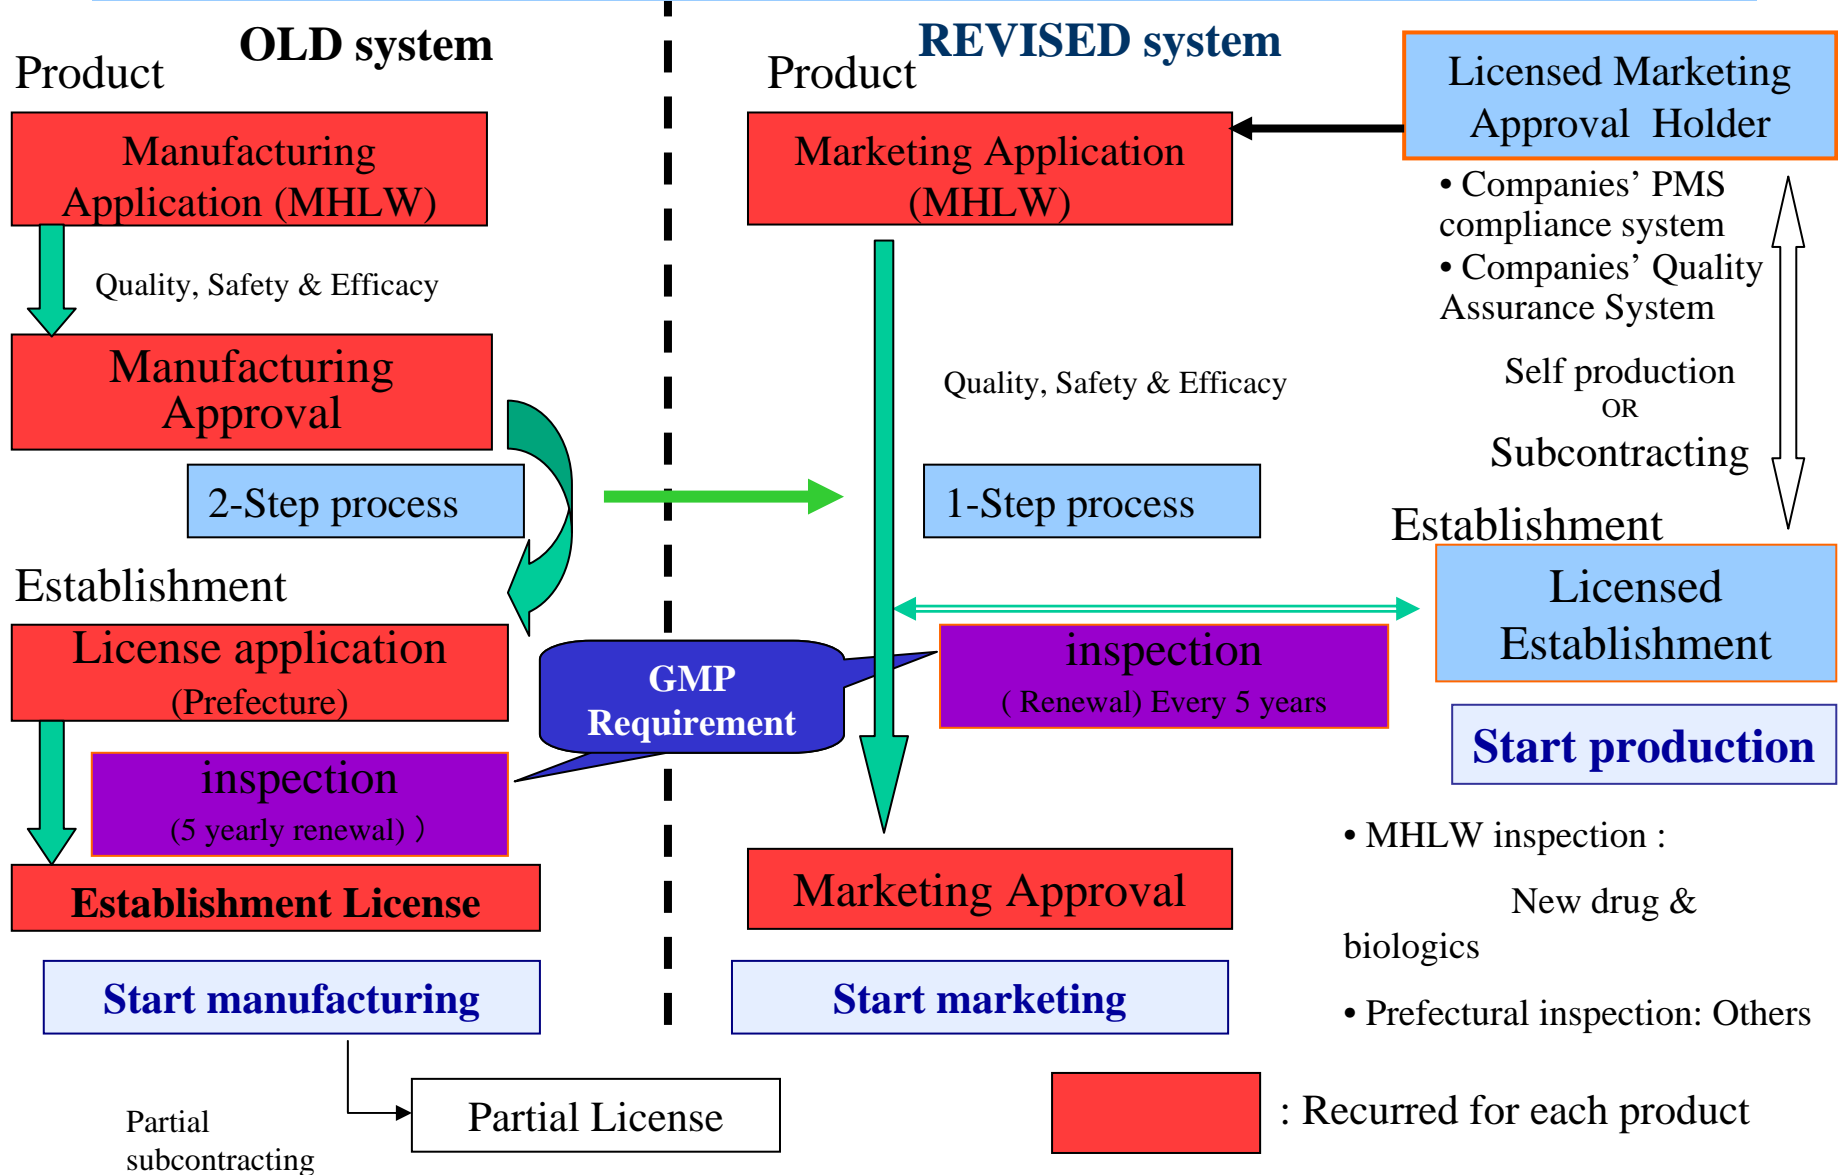 OLD system
Product
Manufacturing
Application (MHLW)
Quality, Safety & Efficacy
Manufacturing
Approval
2-Step process
Establishment
License application
(Prefecture)
inspection
(5 yearly renewal) ）
Establishment License
Start manufacturing
Partial
subcontracting
Partial License
GMP
Requirement
REVISED system
Product
Marketing Application
(MHLW)
Quality, Safety & Efficacy
1-Step process
inspection
( Renewal) Every 5 years
Marketing Approval
Start marketing
Licensed Marketing
Approval Holder
• Companies’ PMS
compliance system
• Companies’ Quality
Assurance System
Self production
OR
Subcontracting
Establishment
Licensed
Establishment
Start production
• MHLW inspection :
New drug &
biologics
• Prefectural inspection: Others
: Recurred for each product